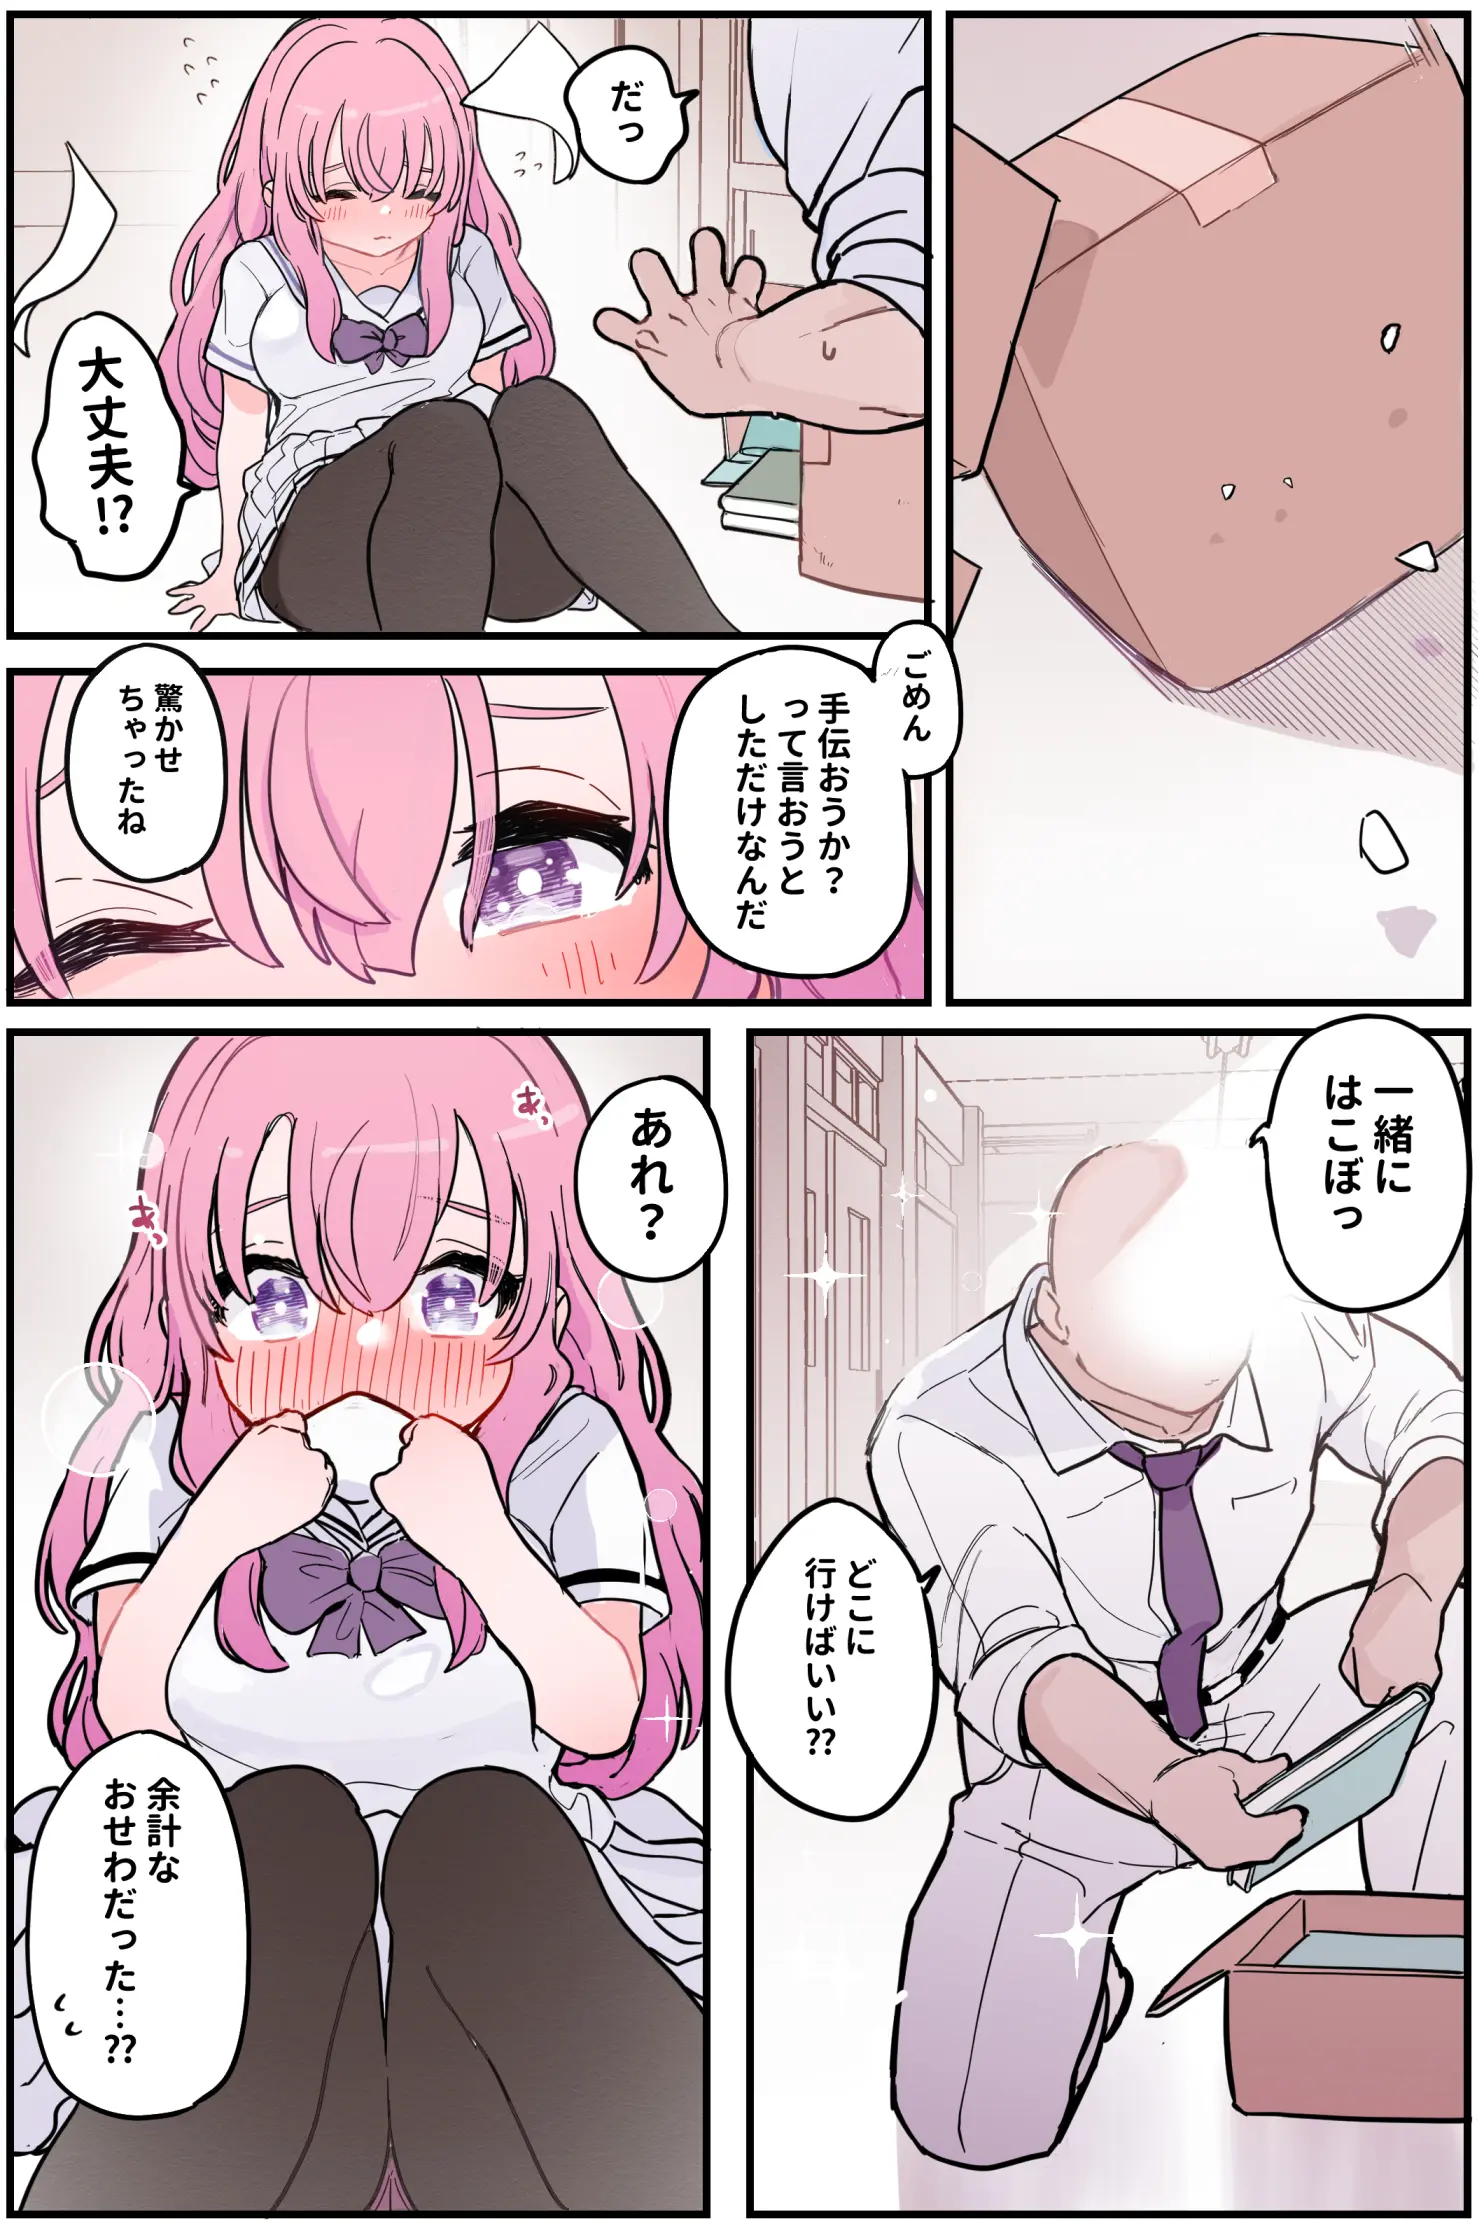 だっ
大丈夫!?
ごめん
手伝おうか?
って言おうと
しただけなんだ
驚かせ
ちゃったね
一緒に
はこぼっ
どこに
行けばいい??
あれ?
あっ
あっ
余計な
おせわだった…??